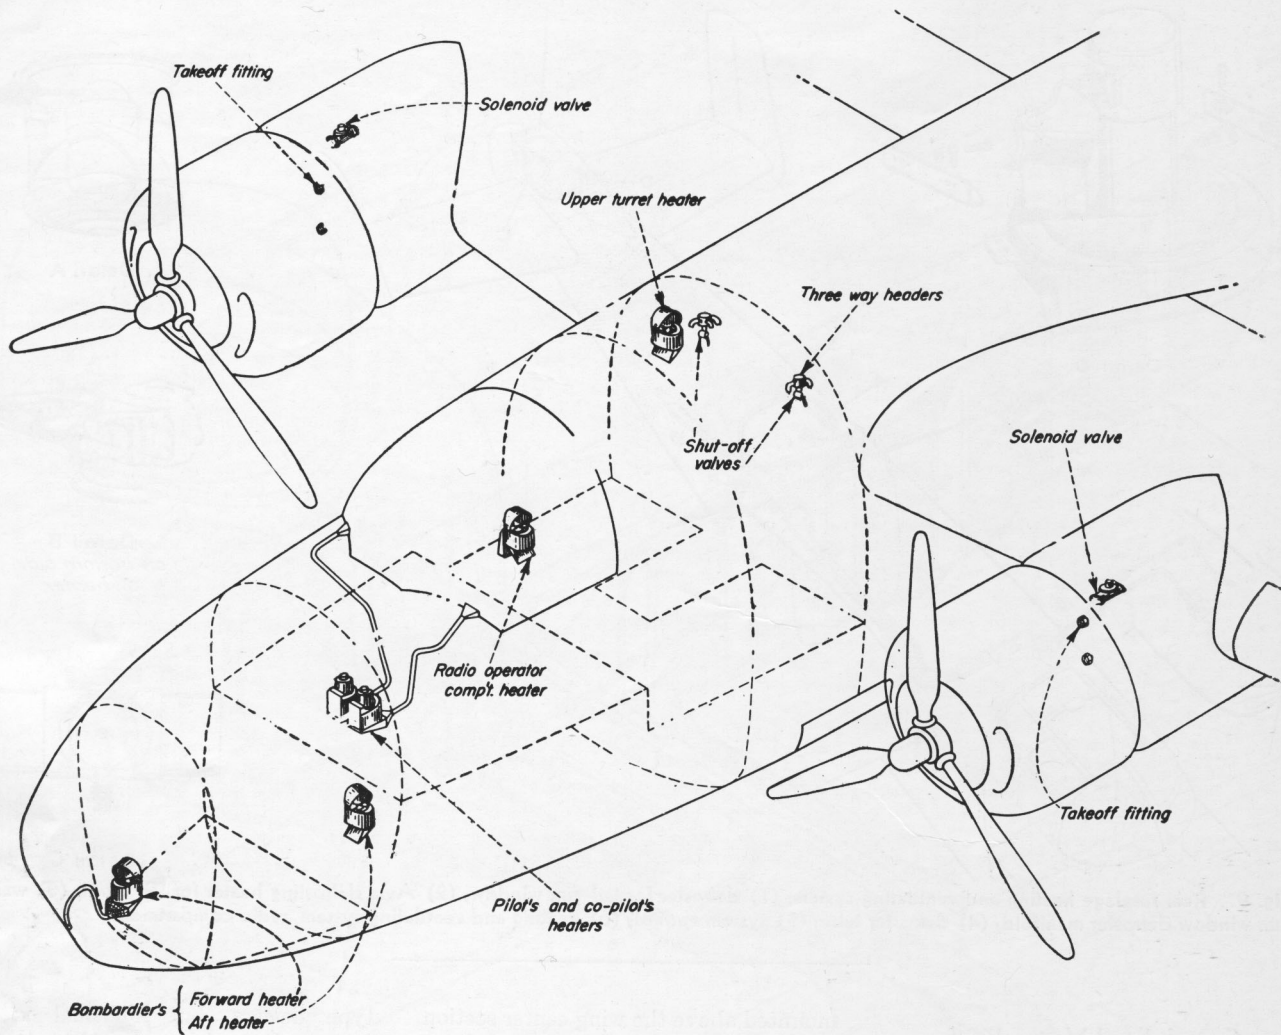 Takeoff fitting
Solenoid valve
Upper turret heater
Three way headers
Shut-off
valves
Solenoid valve
Radio operator
comp't. heater
Takeoff fitting
Pilot's and co-pilot's
heaters
Bombardier's { Forward heater
Aft heater